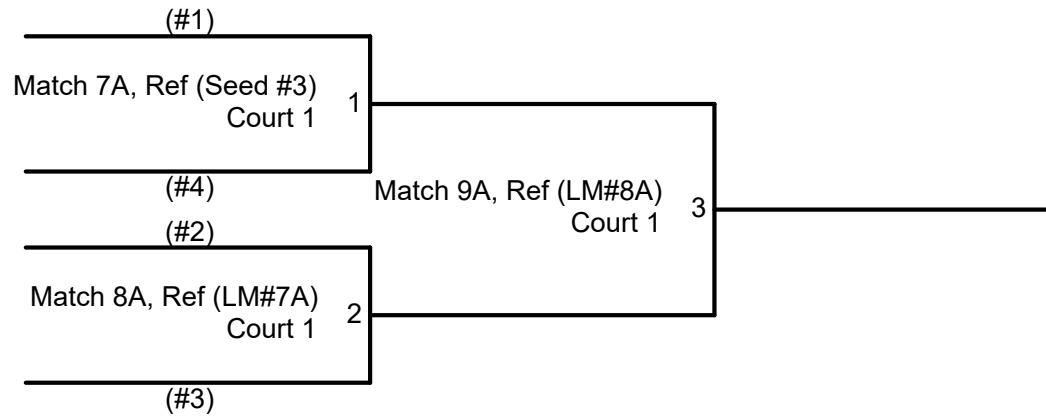 (#1)
Match 7A, Ref (Seed #3)
Court 1
1
(#4)
Match 9A, Ref (LM#8A)
Court 1
3
(#2)
Match 8A, Ref (LM#7A)
Court 1
2
(#3)